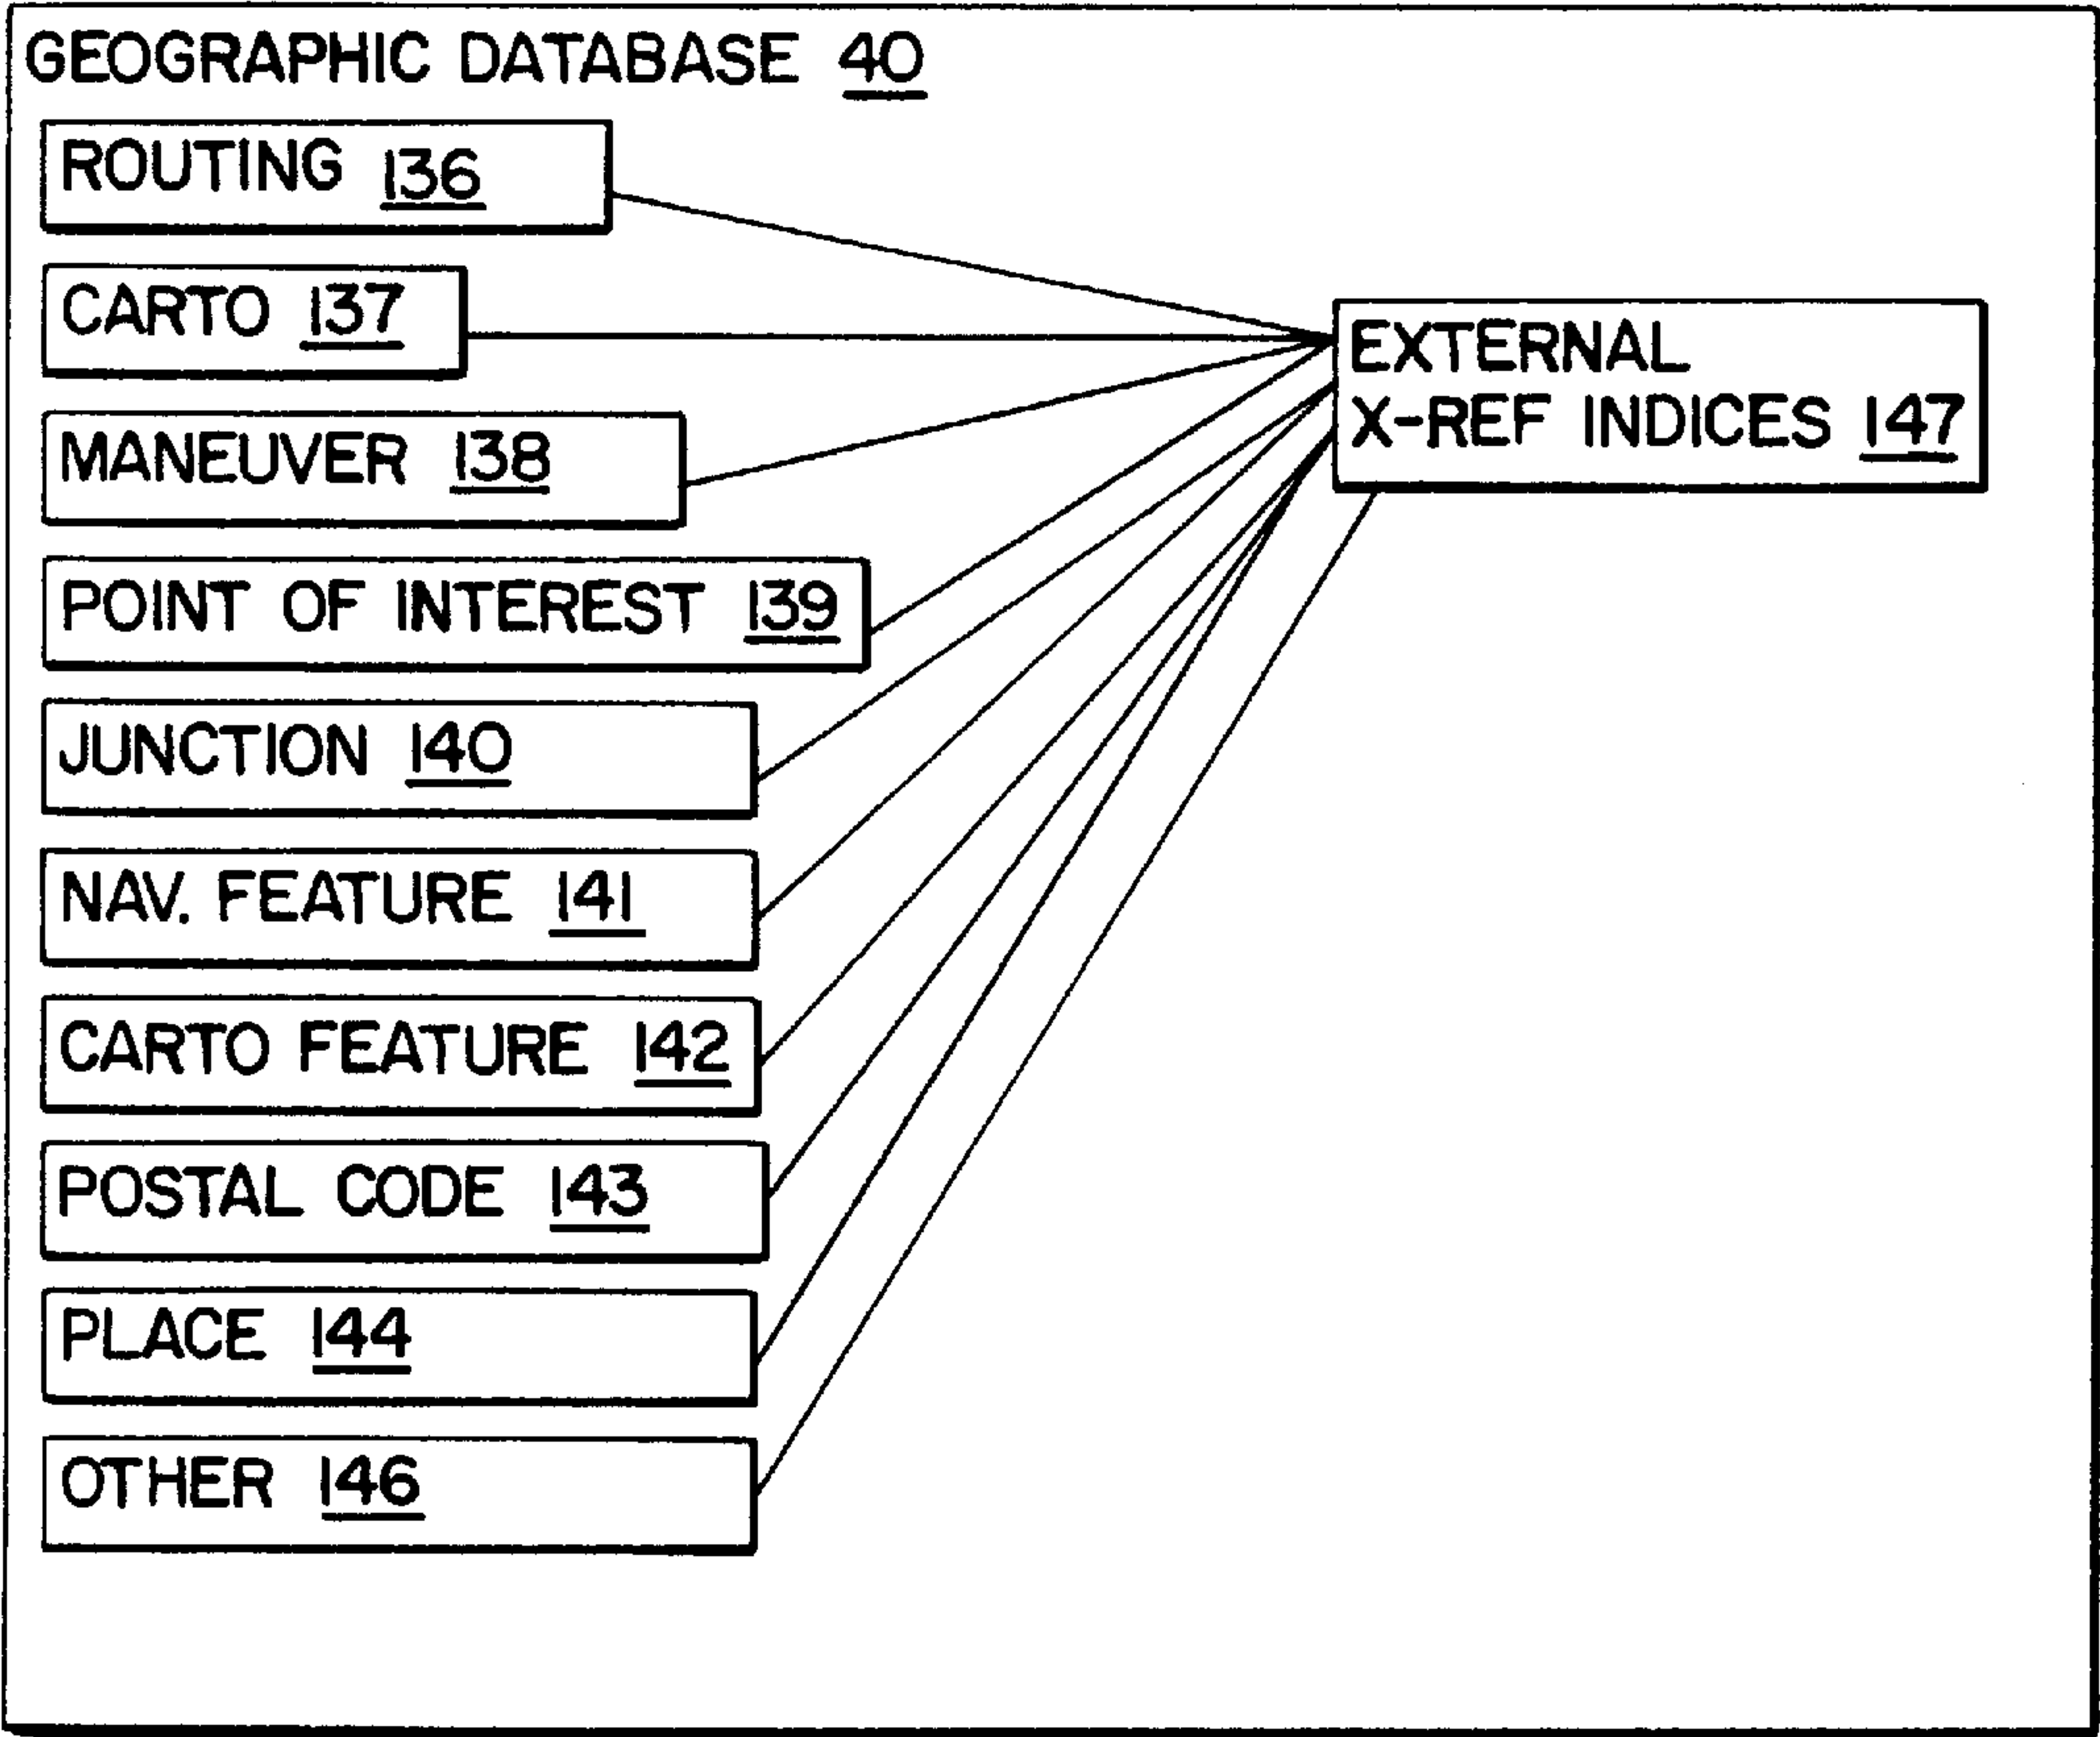 GEOGRAPHIC DATABASE 40
ROUTING 136
CARTO 137
MANEUVER 138
POINT OF INTEREST 139
JUNCTION 140
NAV. FEATURE 141
CARTO FEATURE 142
POSTAL CODE 143
PLACE 144
OTHER 146
EXTERNAL
X-REF INDICES 147